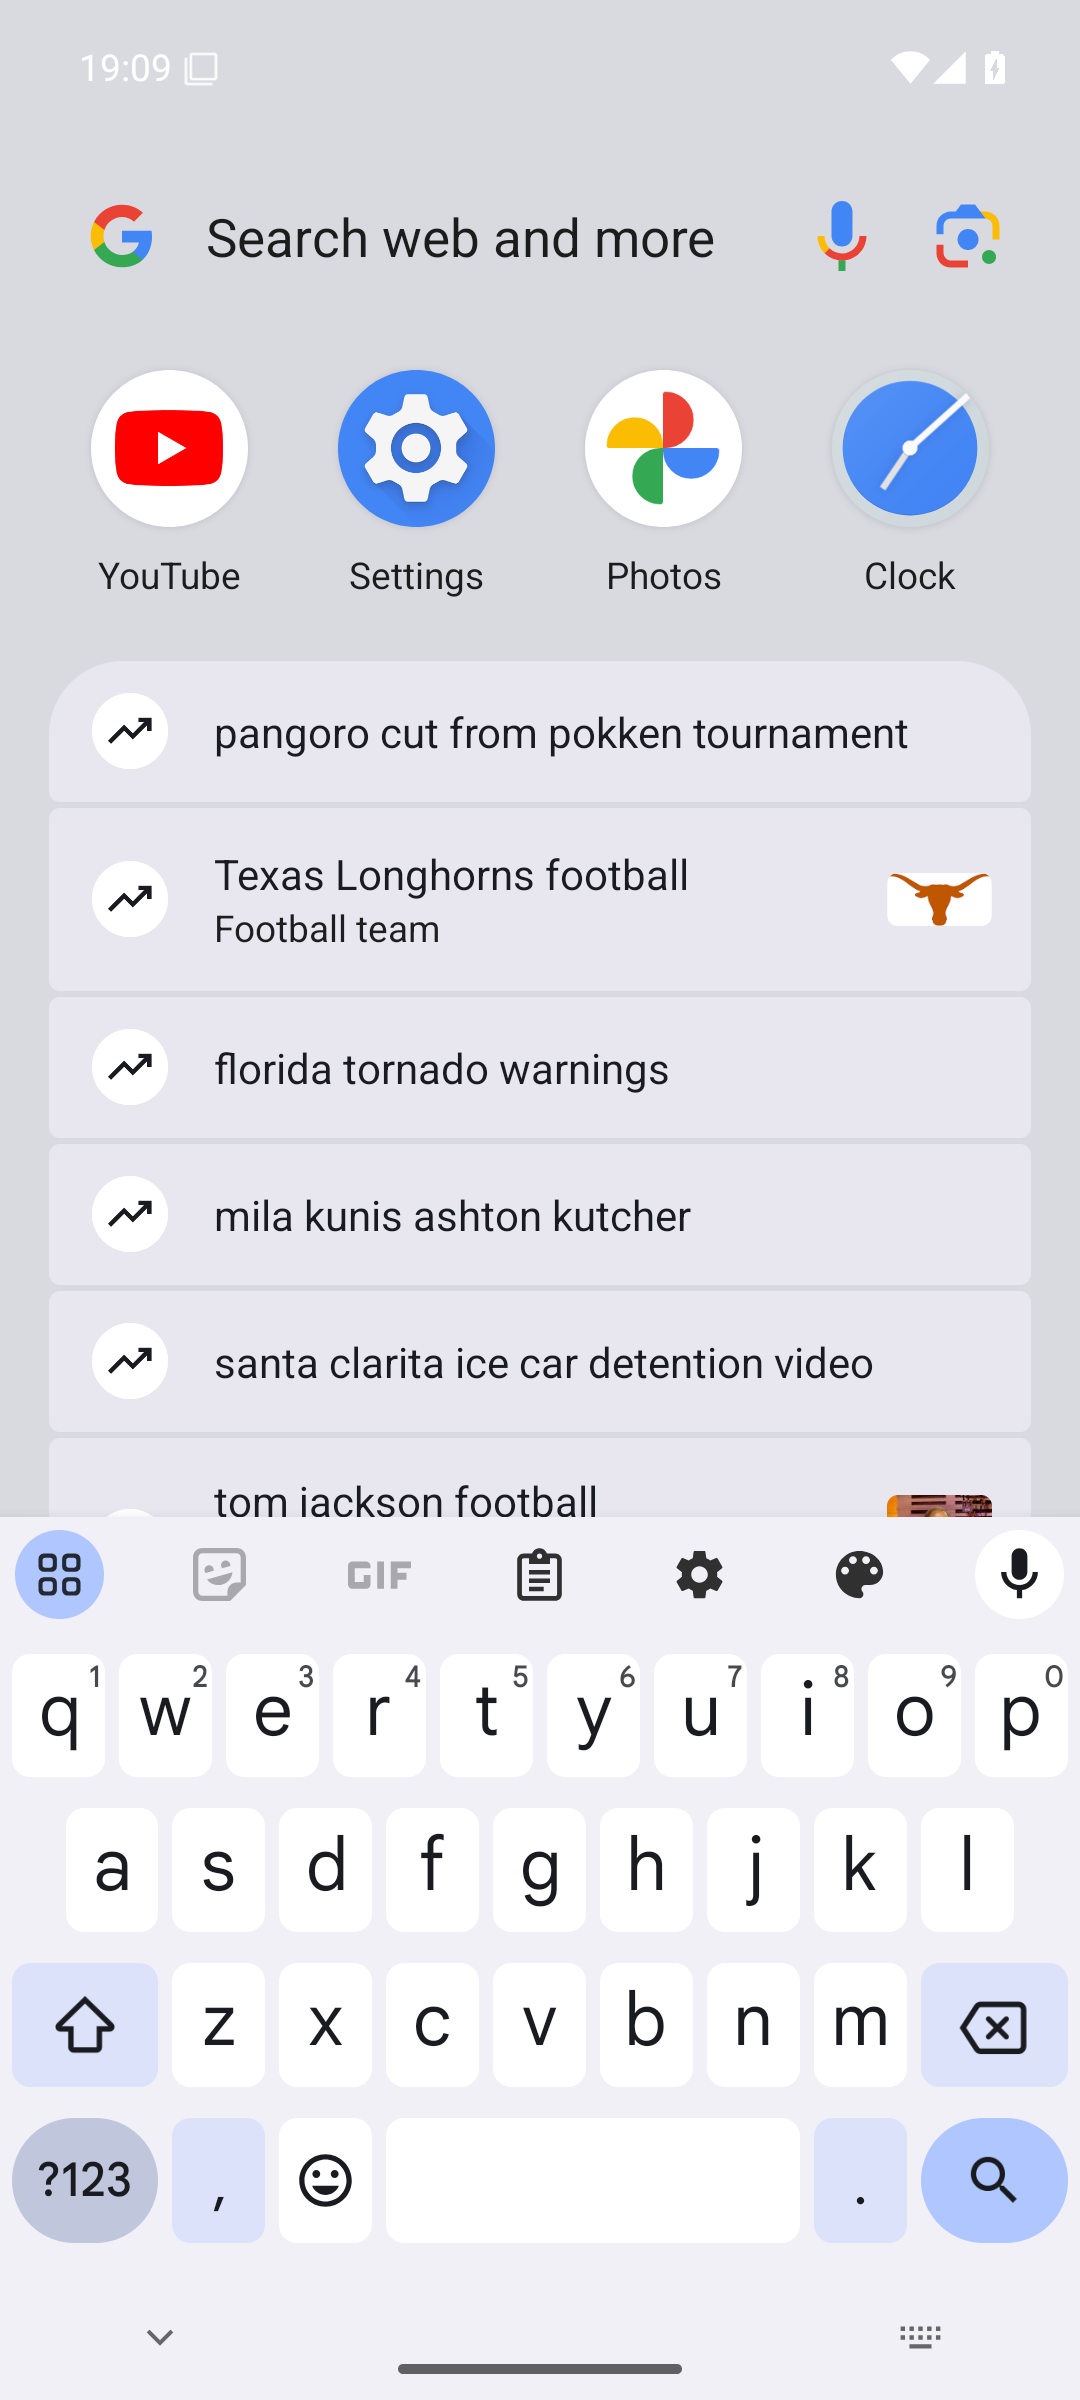 19:09
Search web and more
YouTube Settings Photos Clock
pangoro cut from pokken tournament
Texas Longhorns football
Football team
florida tornado warnings
mila kunis ashton kutcher
santa clarita ice car detention video
tom jackson football
GIF
q 1 w 2 e 3 r 4 t 5 y 6 u 7 i 8 o 9 p 0
a s d f g h j k l
z x c v b n m
?123 , .